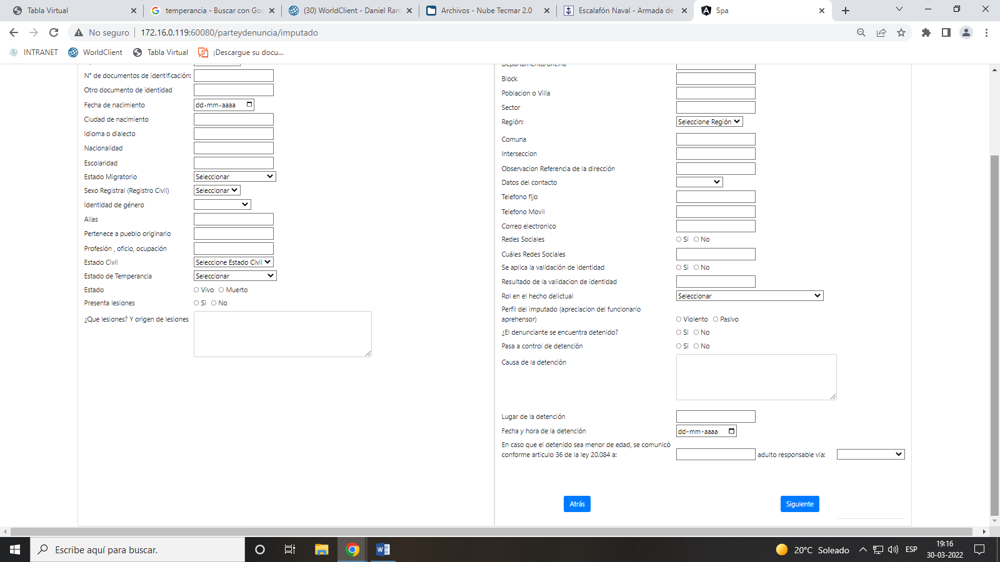 Tabla Virtual
temperancia - Buscar con Goo
(30) WorldClient - Daniel Ram
Archivos - Nube Tecmar 2.0
Escalafón Naval - Armada de
Spa
No seguro
172.16.0.119:60080/parteydenuncia/imputado
INTRANET
WorldClient
Tabla Virtual
¡Descargue su docu...
N° de documentos de identificación:
Otro documento de identidad
Fecha de nacimiento dd-mm-aaaa
Ciudad de nacimiento
Idioma o dialecto
Nacionalidad
Escolaridad
Estado Migratorio Seleccionar
Sexo Registral (Registro Civil) Seleccionar
Identidad de género
Alias
Pertenece a pueblo originario
Profesión , oficio, ocupación
Estado Civil Seleccione Estado Civil
Estado de Temperancia Seleccionar
Estado Vivo Muerto
Presenta lesiones Si No
¿Que lesiones? Y origen de lesiones
Departamento/oficina
Block
Poblacion o Villa
Sector
Región: Seleccione Región
Comuna
Interseccion
Observacion Referencia de la dirección
Datos del contacto
Telefono fijo
Telefono Movil
Correo electronico
Redes Sociales Si No
Cuáles Redes Sociales
Se aplica la validación de identidad Si No
Resultado de la validacion de identidad
Rol en el hecho delictual Seleccionar
Perfil del imputado (apreciacion del funcionario
aprehensor) Violento Pasivo
¿El denunciante se encuentra detenido? Si No
Pasa a control de detención Si No
Causa de la detención
Lugar de la detención
Fecha y hora de la detención dd-mm-aaaa
En caso que el detenido sea menor de edad, se comunicó
conforme articulo 36 de la ley 20.084 a: adulto responsable via:
Atrás
Siguiente
Escribe aquí para buscar.
20°C Soleado
ESP
19:16
30-03-2022